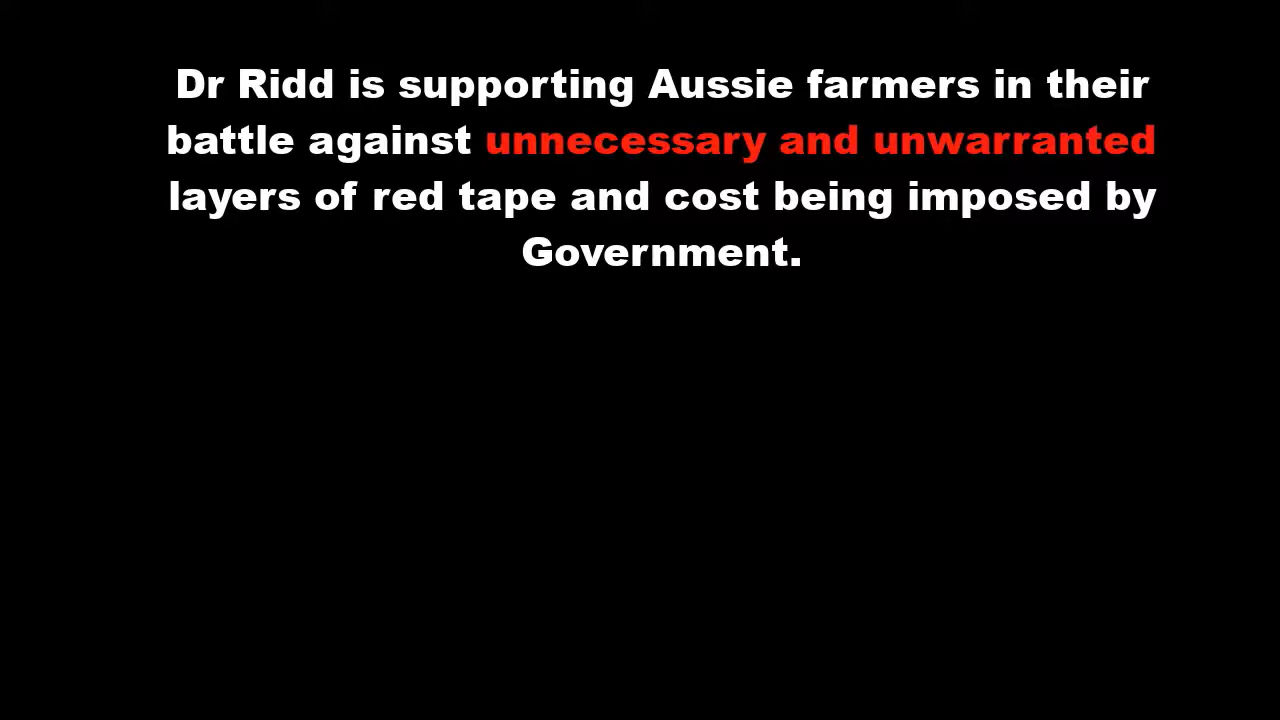 Dr Ridd is supporting Aussie farmers in their
battle against unnecessary and unwarranted
layers of red tape and cost being imposed by
Government.